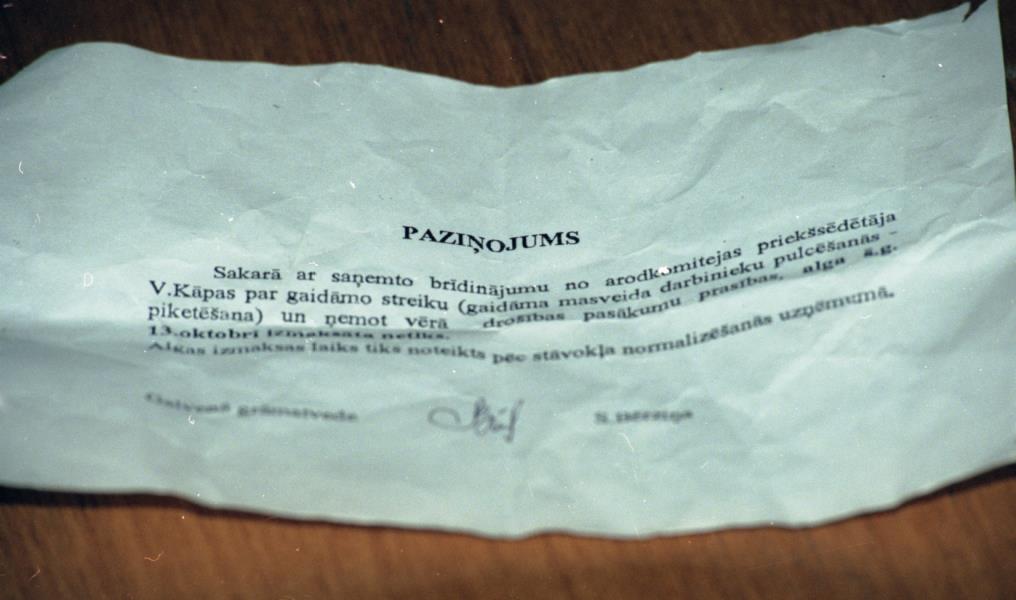 PAZIŅOJUMS
Sakarā ar saņemto brīdinājumu no arodkomitejas priekšsēdētāja
V.Kāpas par gaidāmo streiku (gaidāma masveida darbinieku pulcēšanās -
piketēšana) un ņemot vērā drošības pasākumu prasības, alga š.g.
13.oktobrī izmaksāta netiks.
Algas izmaksas laiks tiks noteikts pēc stāvokļa normalizēšanās uzņēmumā.
Galvenā grāmatvede S.